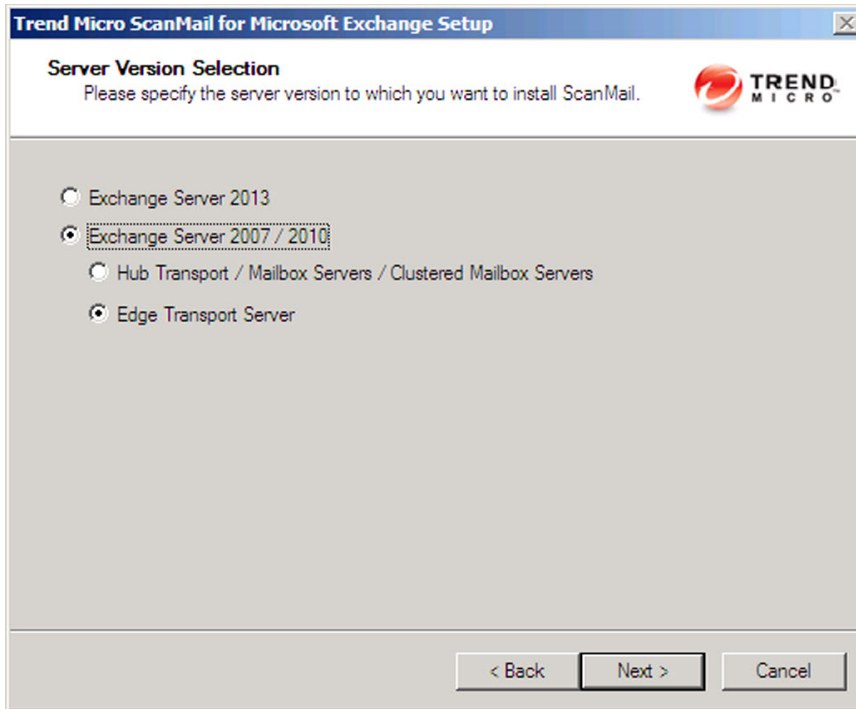 Trend Micro ScanMail for Microsoft Exchange Setup
Server Version Selection
Please specify the server version to which you want to install ScanMail.
TREND
MICRO
Exchange Server 2013
Exchange Server 2007 / 2010
Hub Transport / Mailbox Servers / Clustered Mailbox Servers
Edge Transport Server
< Back
Next >
Cancel